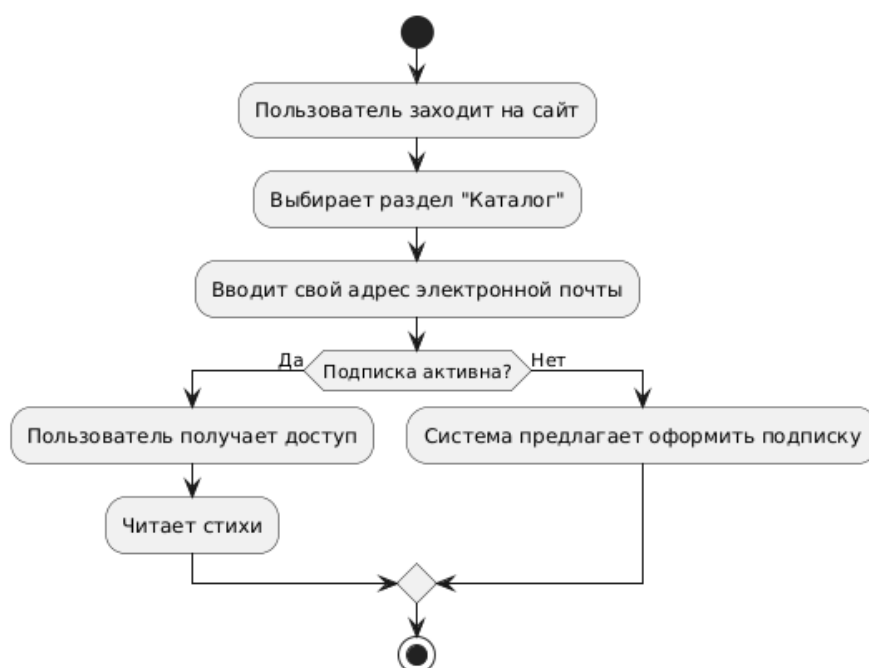 Пользователь заходит на сайт
Выбирает раздел "Каталог"
Вводит свой адрес электронной почты
Да
Подписка активна?
Нет
Пользователь получает доступ
Система предлагает оформить подписку
Читает стихи